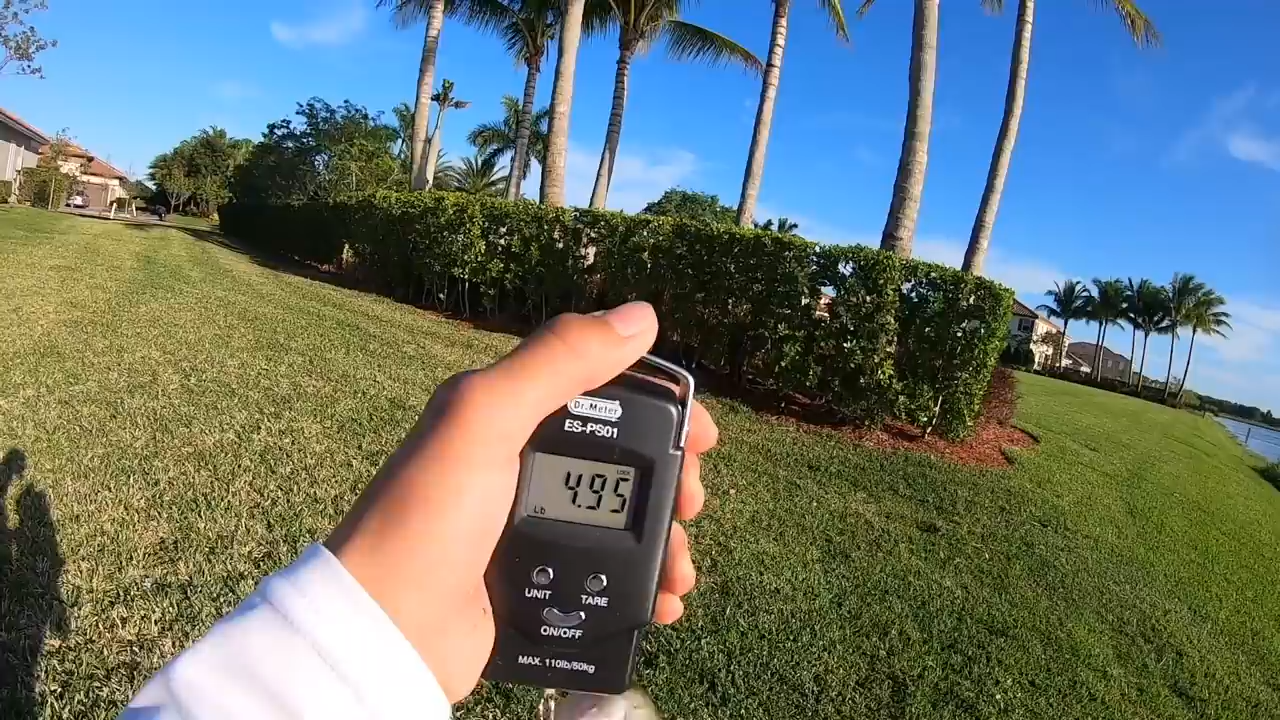 Dr.Meter
ES-PS01
LOCK
4.95
Lb
UNIT TARE
ON/OFF
MAX. 110lb/50kg